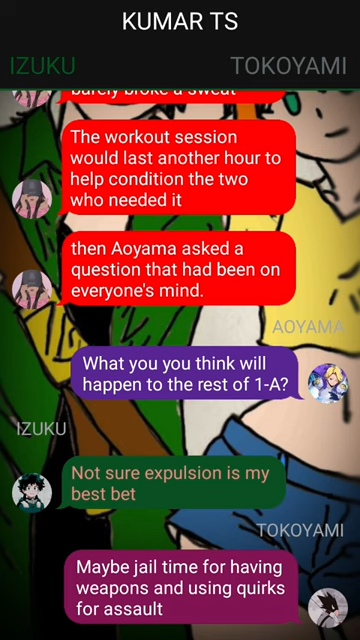 KUMAR TS
IZUKU
TOKOYAMI
barely broke a sweat
The workout session
would last another hour to
help condition the two
who needed it
then Aoyama asked a
question that had been on
everyone's mind.
AOYAMA
What you you think will
happen to the rest of 1-A?
IZUKU
Not sure expulsion is my
best bet
TOKOYAMI
Maybe jail time for having
weapons and using quirks
for assault